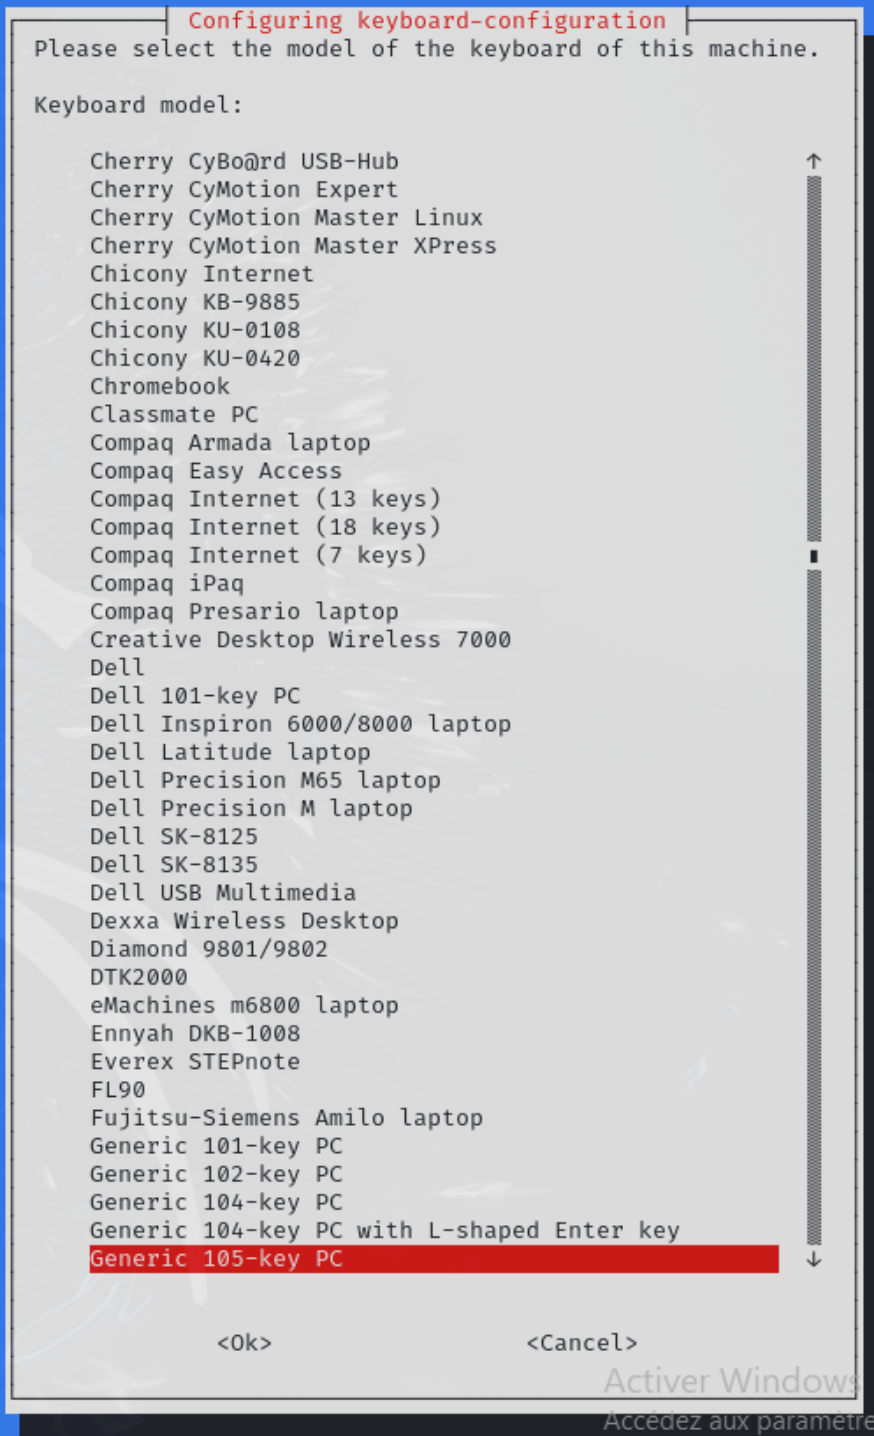 Configuring keyboard-configuration
Please select the model of the keyboard of this machine.
Keyboard model:
Cherry CyBo@rd USB-Hub
Cherry CyMotion Expert
Cherry CyMotion Master Linux
Cherry CyMotion Master XPress
Chicony Internet
Chicony KB-9885
Chicony KU-0108
Chicony KU-0420
Chromebook
Classmate PC
Compaq Armada laptop
Compaq Easy Access
Compaq Internet (13 keys)
Compaq Internet (18 keys)
Compaq Internet (7 keys)
Compaq iPaq
Compaq Presario laptop
Creative Desktop Wireless 7000
Dell
Dell 101-key PC
Dell Inspiron 6000/8000 laptop
Dell Latitude laptop
Dell Precision M65 laptop
Dell Precision M laptop
Dell SK-8125
Dell SK-8135
Dell USB Multimedia
Dexxa Wireless Desktop
Diamond 9801/9802
DTK2000
eMachines m6800 laptop
Ennyah DKB-1008
Everex STEPnote
FL90
Fujitsu-Siemens Amilo laptop
Generic 101-key PC
Generic 102-key PC
Generic 104-key PC
Generic 104-key PC with L-shaped Enter key
Generic 105-key PC
<Ok> <Cancel>
Activer Windows
Accédez aux paramètre